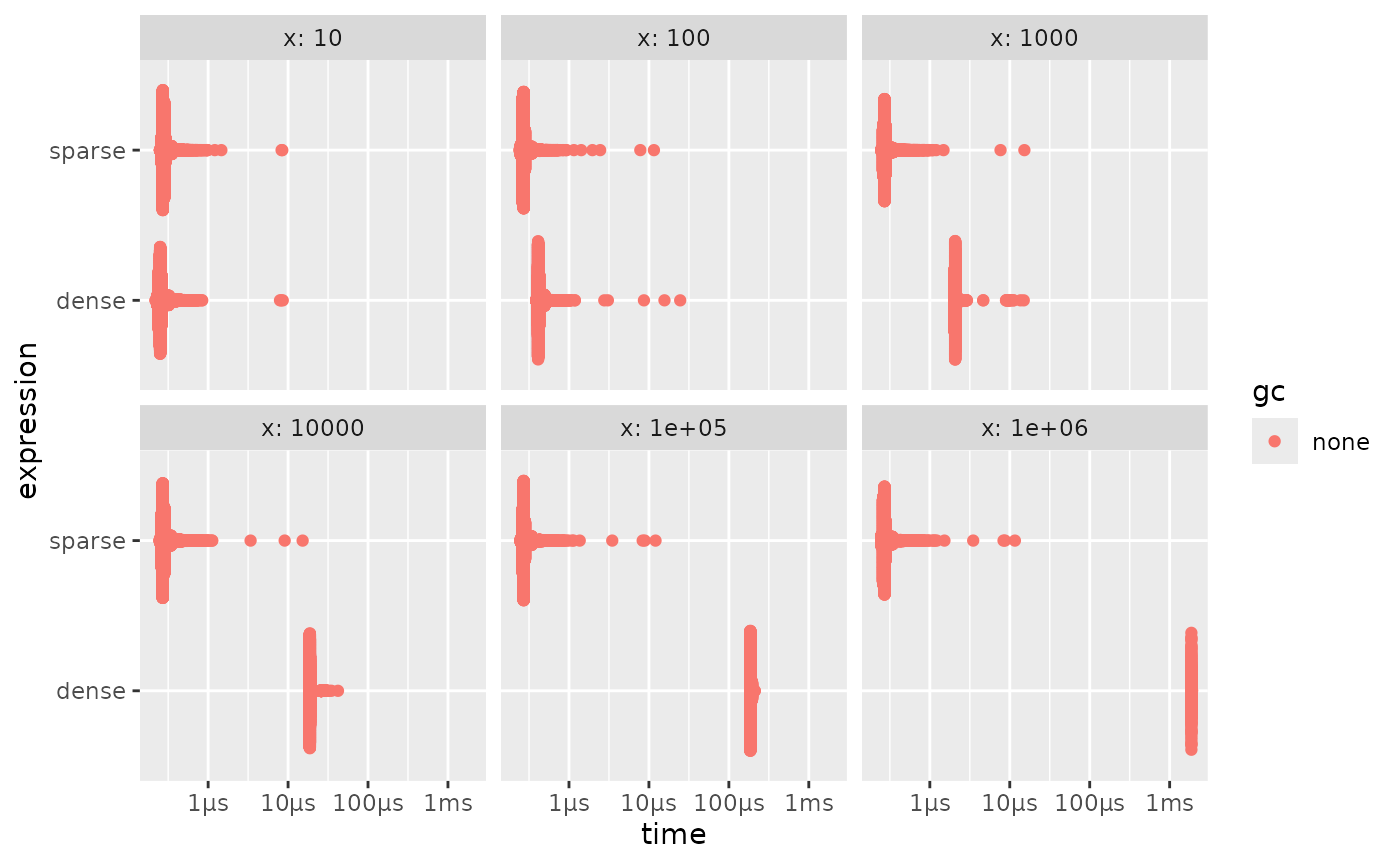 x: 10
x: 100
x: 1000
sparse
dense
expression
gc
none
x: 10000
x: 1e+05
x: 1e+06
sparse
dense
1µs
10µs
100µs
1ms
1µs
10µs
100µs
1ms
1µs
10µs
100µs
1ms
time